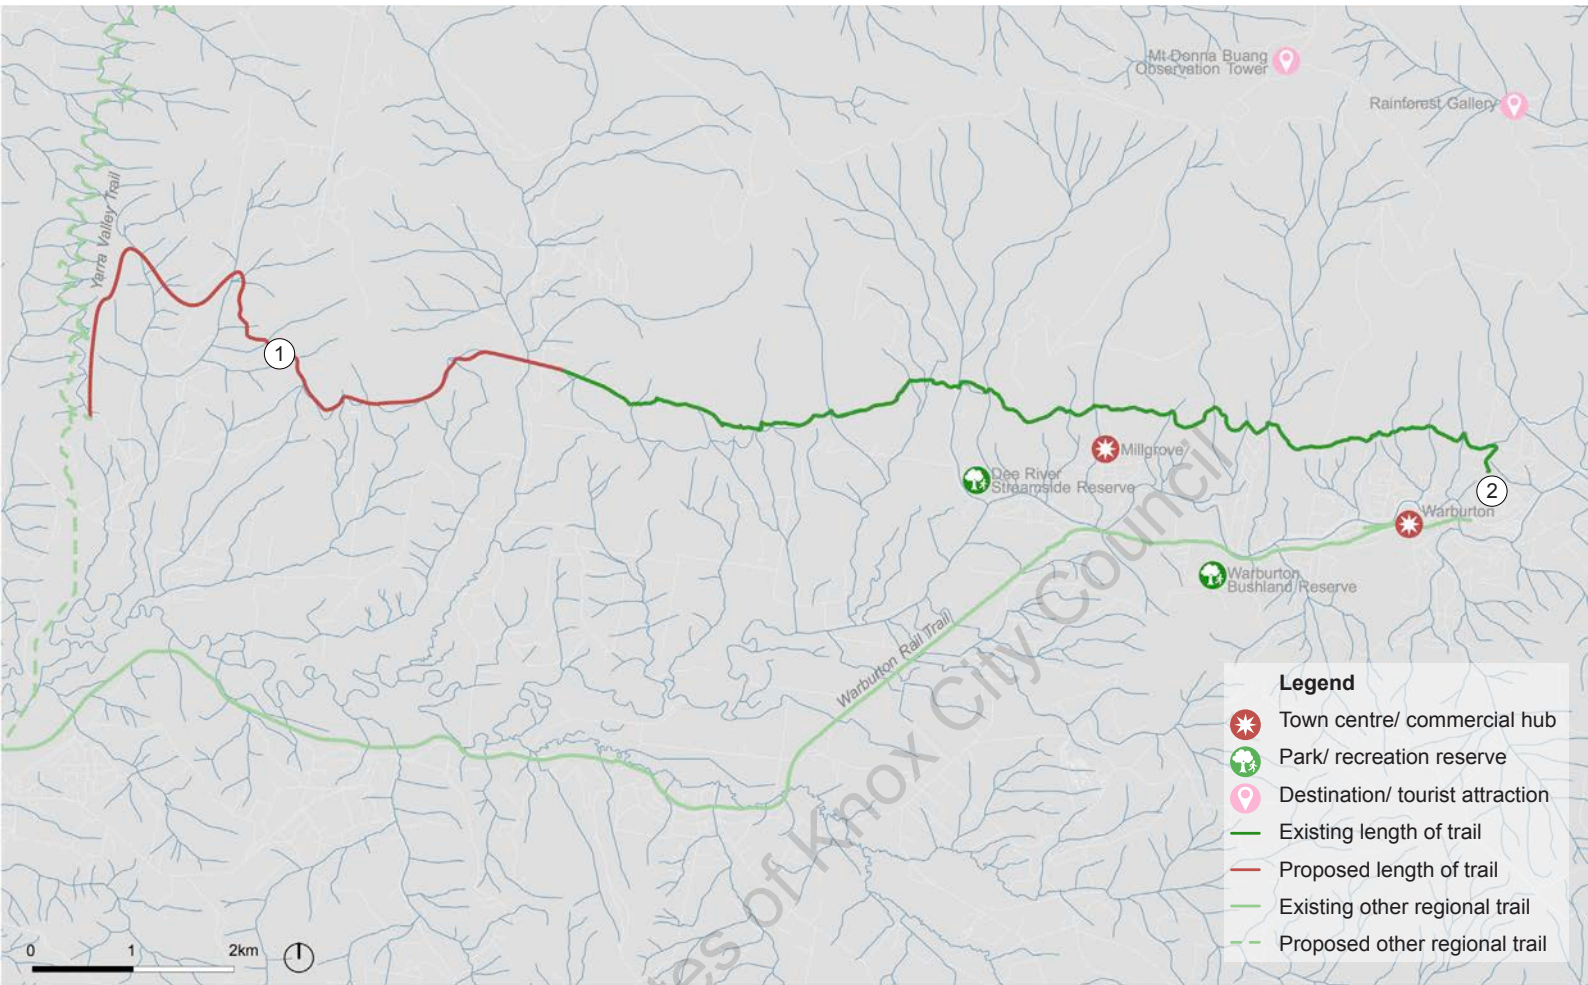 Mt Donna Buang
Observation Tower
Rainforest Gallery
Yarra Valley Trail
1
Millgrove
Dee River
Streamside Reserve
2
Warburton
Warburton
Bushland Reserve
Warburton Rail Trail
Legend
Town centre/ commercial hub
Park/ recreation reserve
Destination/ tourist attraction
Existing length of trail
Proposed length of trail
Existing other regional trail
Proposed other regional trail
0 1 2km
of Knox City Council